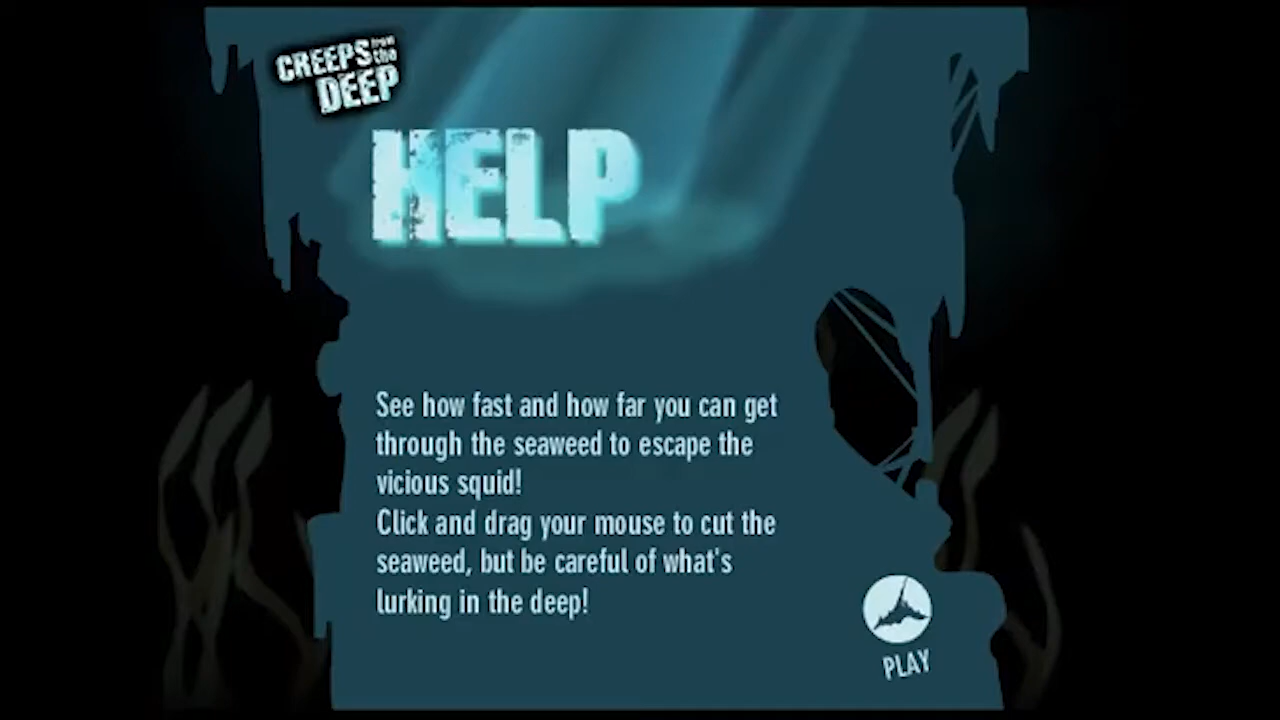 CREEPS from the DEEP
HELP
See how fast and how far you can get
through the seaweed to escape the
vicious squid!
Click and drag your mouse to cut the
seaweed, but be careful of what's
lurking in the deep!
PLAY